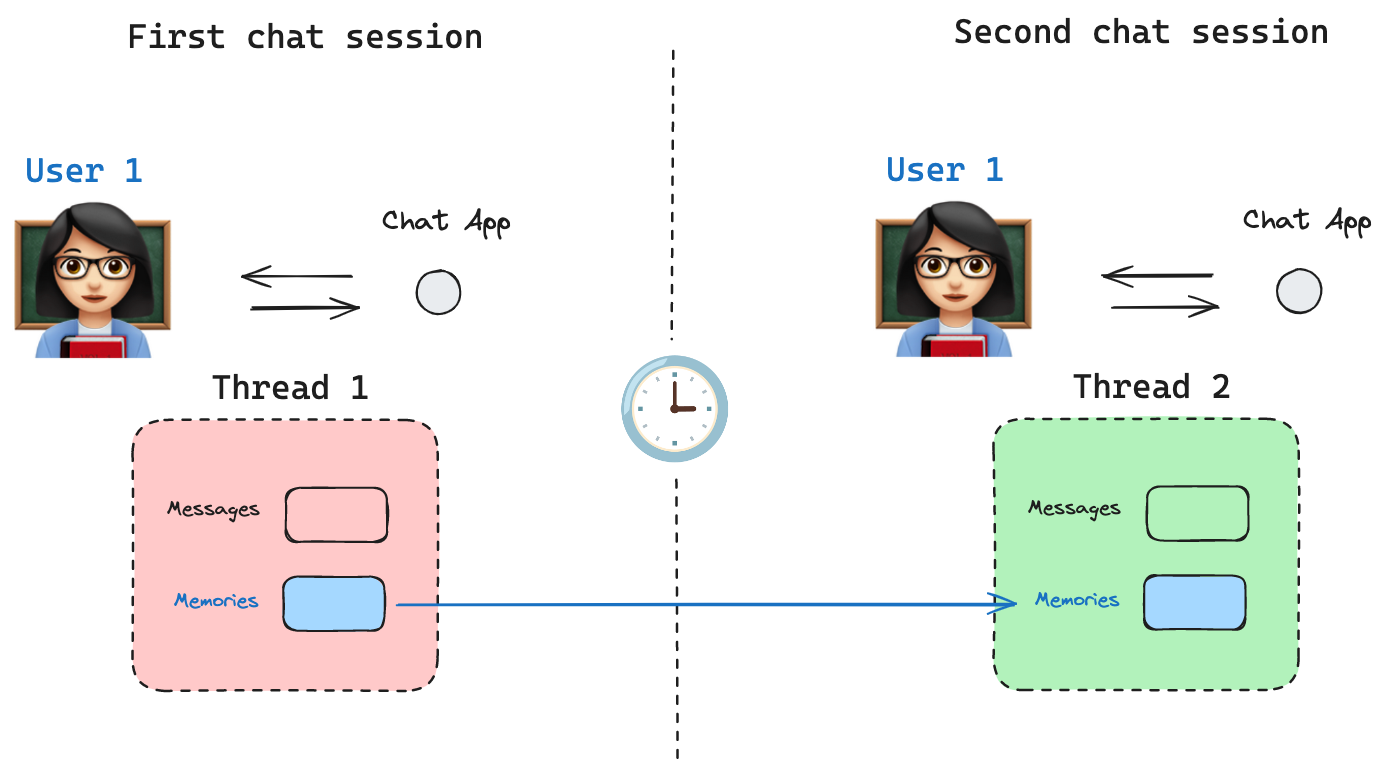 First chat session
Second chat session
User 1
User 1
Chat App
Chat App
Thread 1
Thread 2
Messages
Messages
Memories
Memories